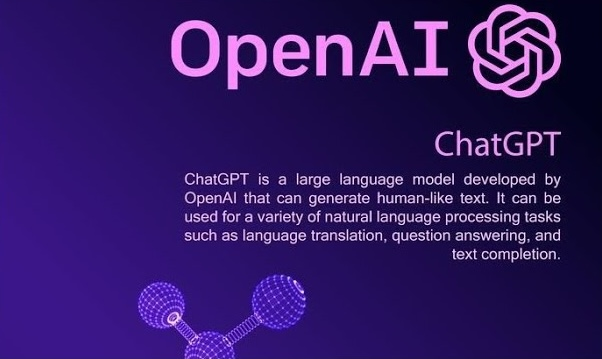 OpenAI
ChatGPT
ChatGPT is a large language model developed by
OpenAI that can generate human-like text. It can be
used for a variety of natural language processing tasks
such as language translation, question answering, and
text completion.